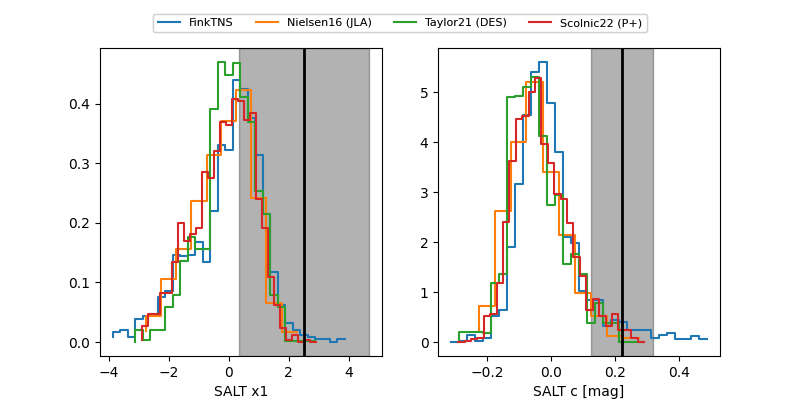 FinkTNS Nielsen16 (JLA) Taylor21 (DES) Scolnic22 (P+)
0.4
0.3
0.2
0.1
0.0
−4 −2 0 2 4
SALT x1
5
4
3
2
1
0
−0.2 0.0 0.2 0.4
SALT c [mag]